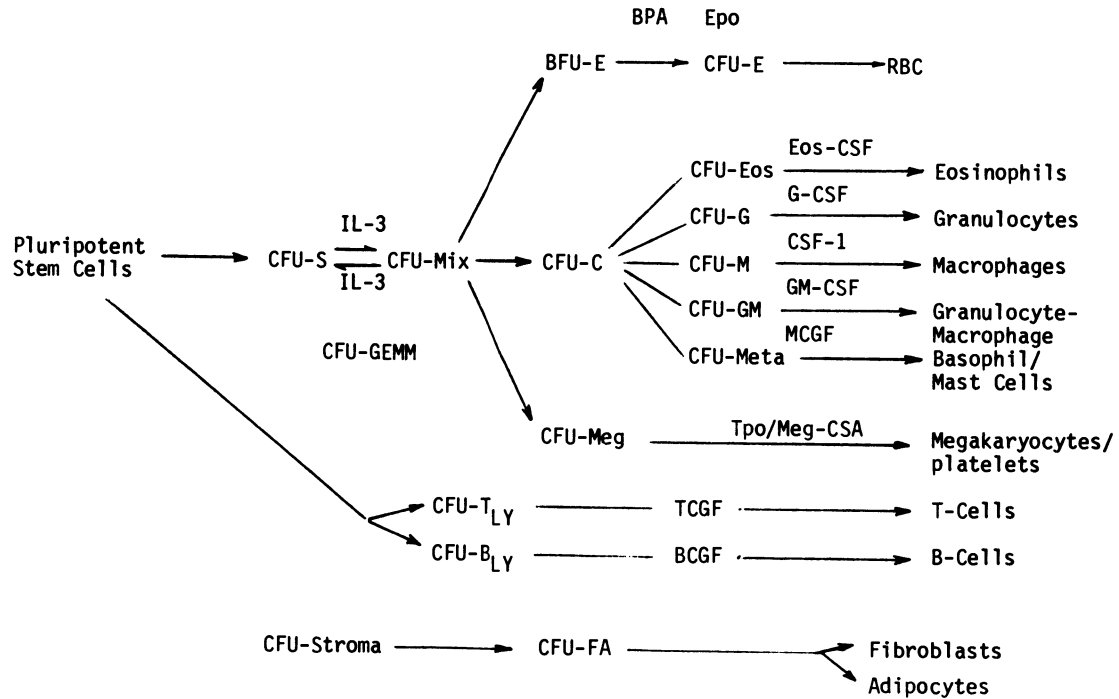 BPA Epo
BFU-E CFU-E RBC
Eos-CSF
CFU-Eos Eosinophils
G-CSF
CFU-G Granulocytes
IL-3
CSF-1
Pluripotent
Stem Cells
CFU-S CFU-Mix CFU-C CFU-M Macrophages
IL-3
GM-CSF
CFU-GM Granulocyte-
Macrophage
MCGF
CFU-GEMM
CFU-Meta Basophil/
Mast Cells
Tpo/Meg-CSA
CFU-Meg Megakaryocytes/
platelets
CFU-TLY TCGF T-Cells
CFU-BLY BCGF B-Cells
CFU-Stroma CFU-FA Fibroblasts
Adipocytes